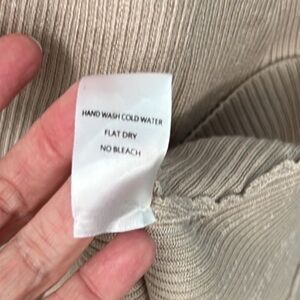 HAND WASH COLD WATER
FLAT DRY
NO BLEACH